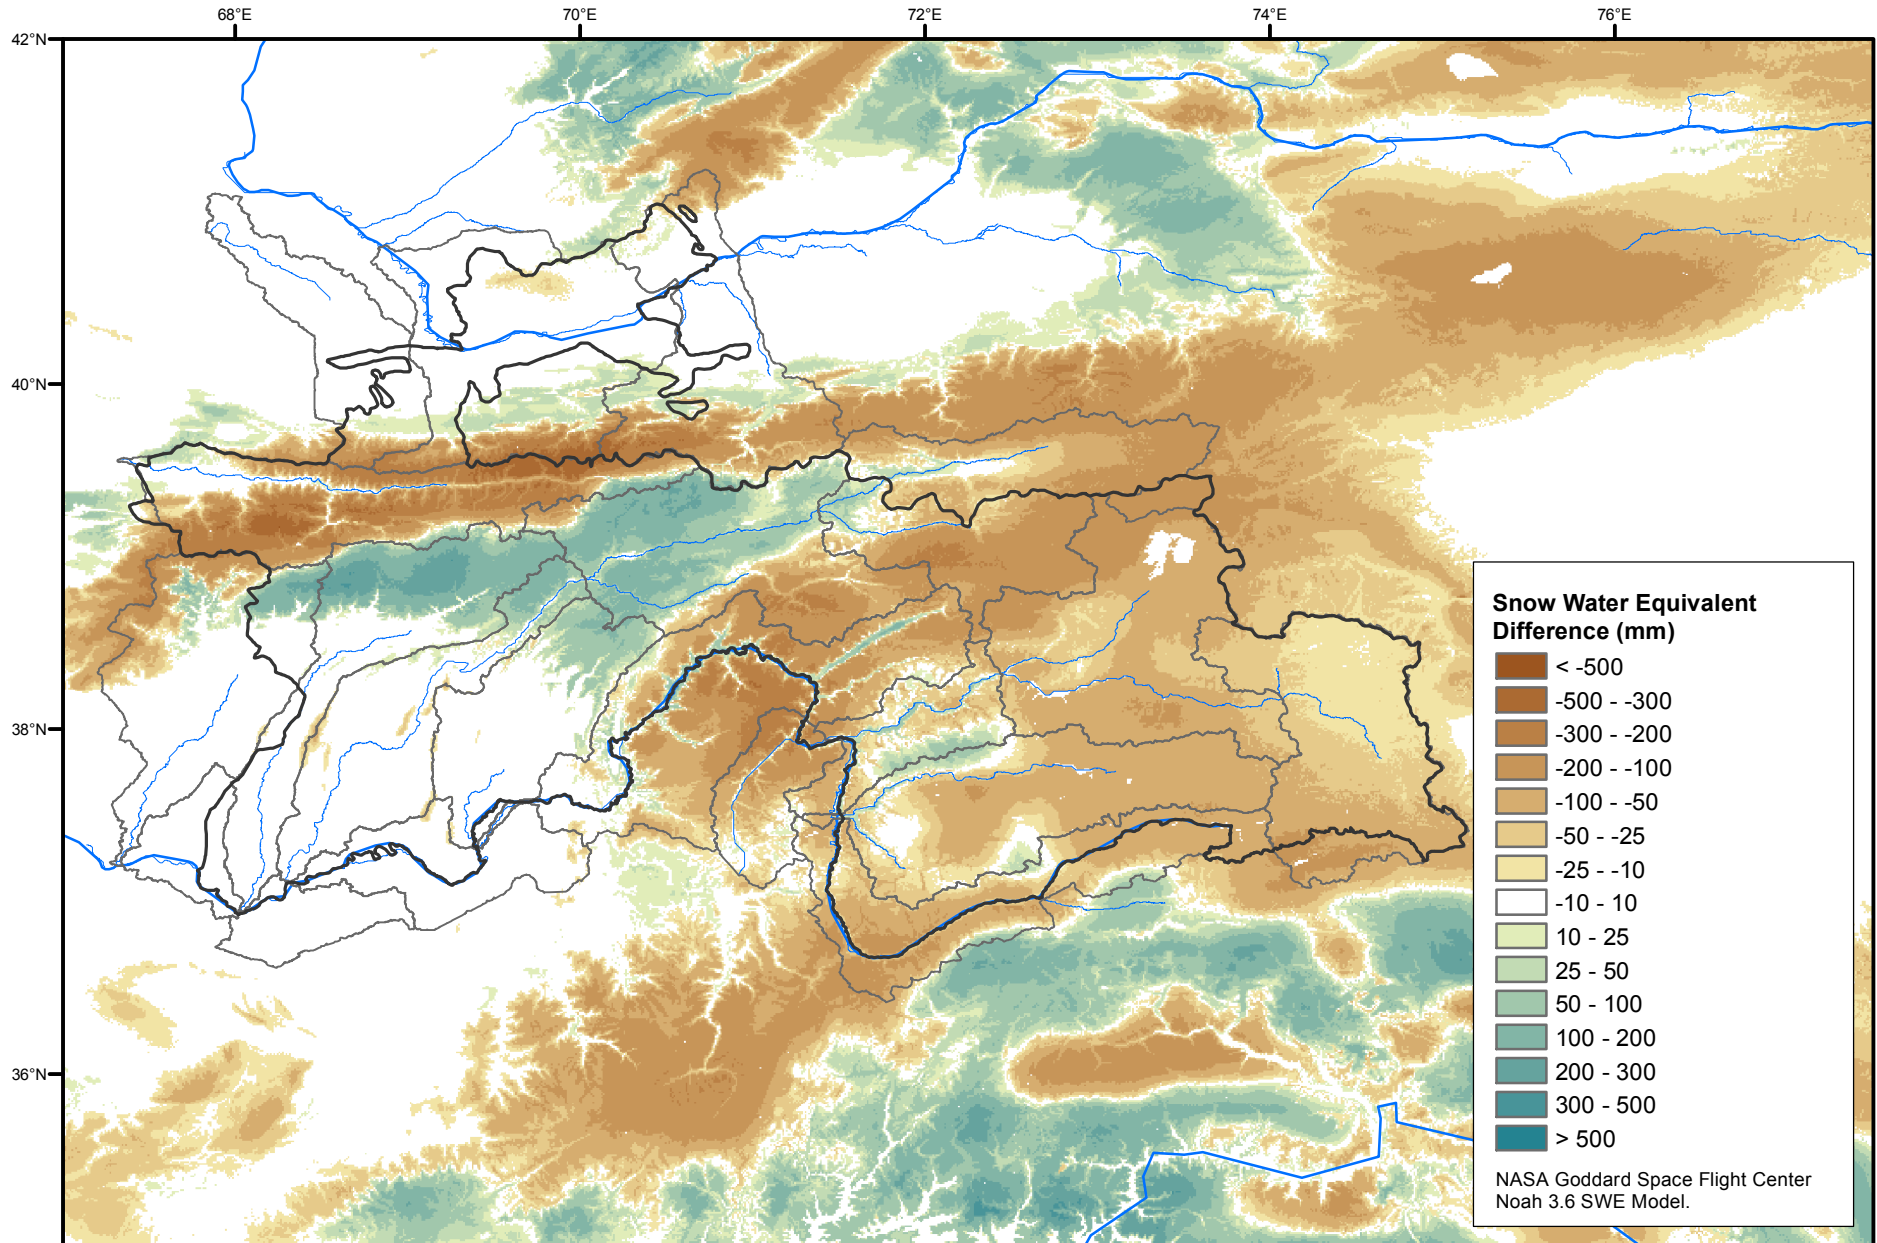 68°E 70°E 72°E 74°E 76°E
42°N
40°N
38°N
36°N
Snow Water Equivalent
Difference (mm)
< -500
-500 - -300
-300 - -200
-200 - -100
-100 - -50
-50 - -25
-25 - -10
-10 - 10
10 - 25
25 - 50
50 - 100
100 - 200
200 - 300
300 - 500
> 500
NASA Goddard Space Flight Center
Noah 3.6 SWE Model.